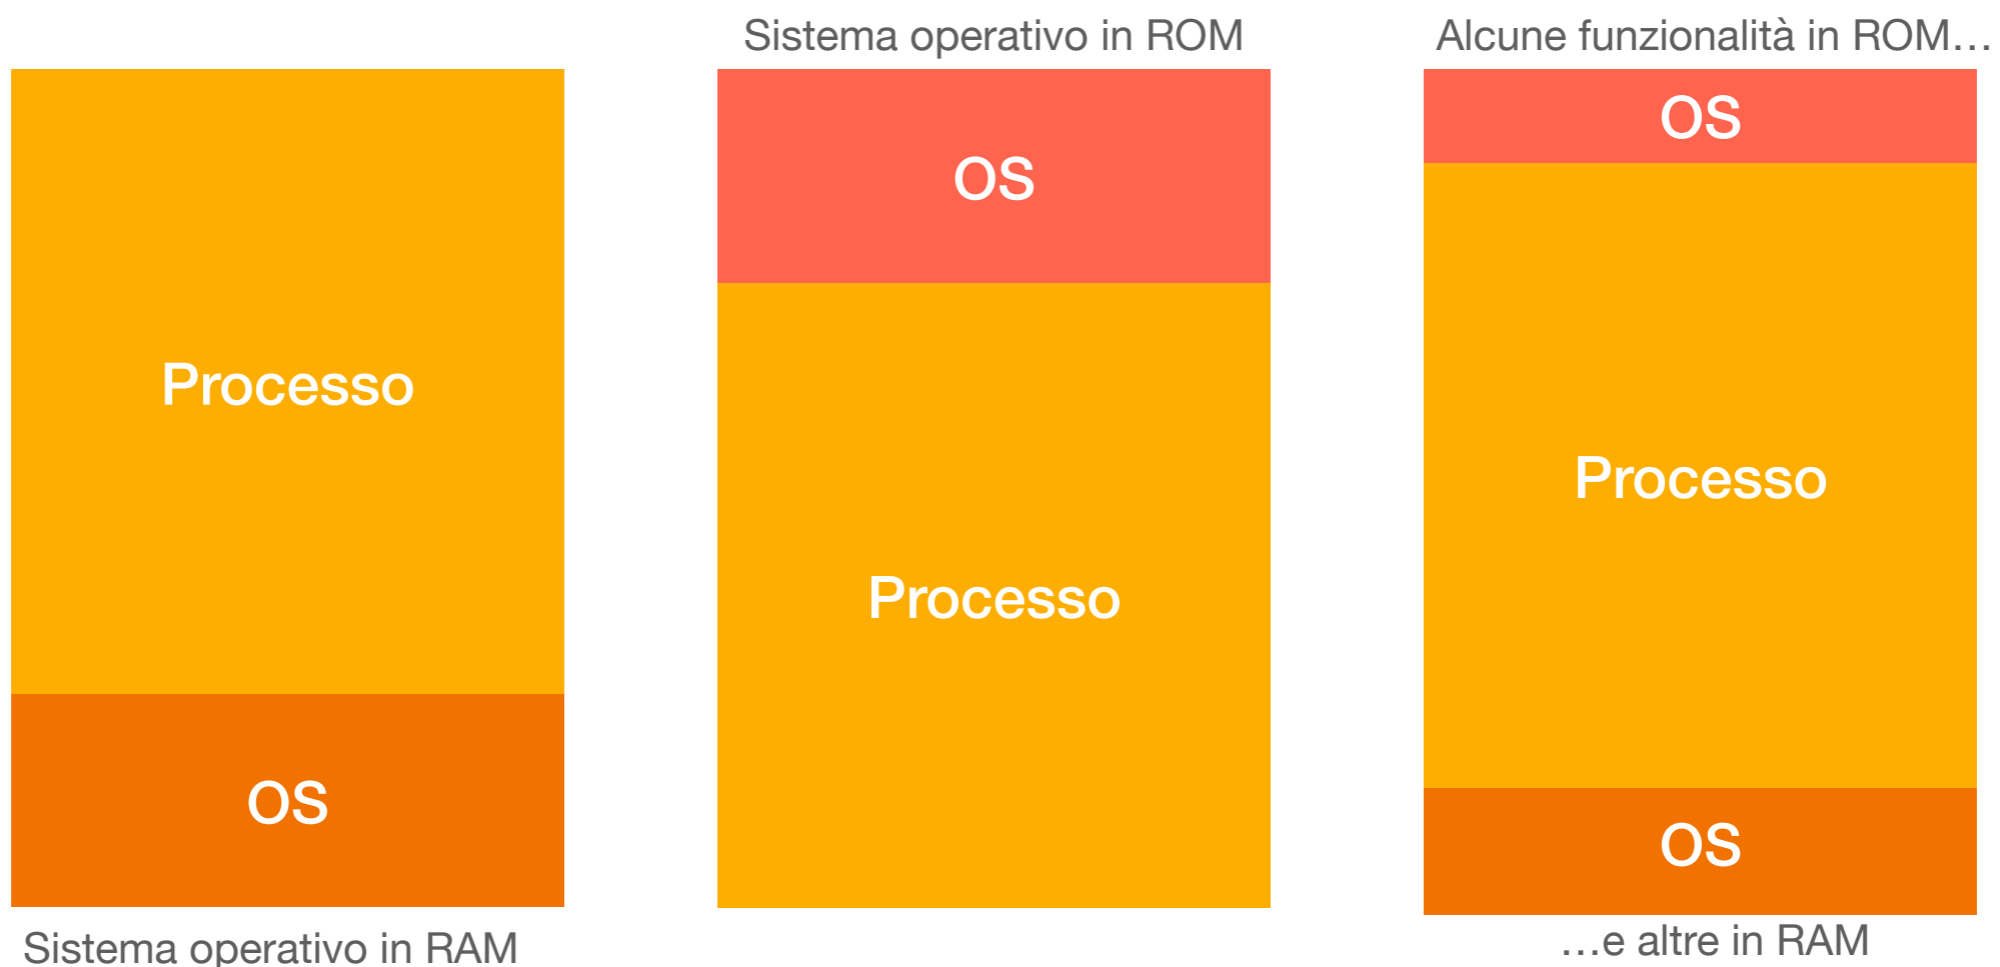 Processo
OS
Sistema operativo in RAM
Sistema operativo in ROM
OS
Processo
Alcune funzionalità in ROM…
OS
Processo
OS
…e altre in RAM